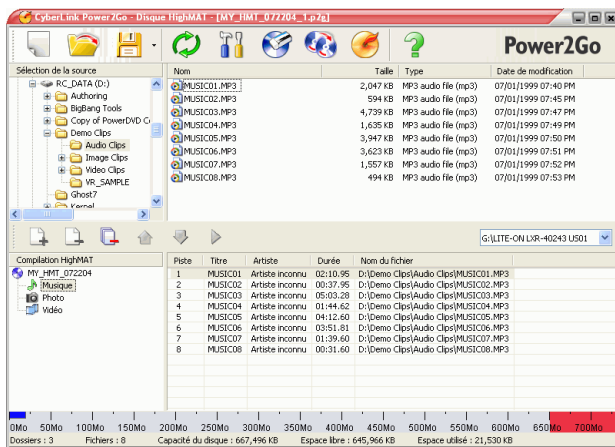 CyberLink Power2Go - Disque HighMAT - [MY_HMT_072204_1.p2g]
Power2Go
Sélection de la source
RC_DATA (D:)
Authoring
BigBang Tools
Copy of PowerDVD C
Demo Clips
Audio Clips
Image Clips
Video Clips
VR_SAMPLE
Ghost7
Kernel
Nom Taille Type Date de modification
MUSIC01.MP3 2,047 KB MP3 audio file (mp3) 07/01/1999 07:40 PM
MUSIC02.MP3 594 KB MP3 audio file (mp3) 07/01/1999 07:45 PM
MUSIC03.MP3 4,739 KB MP3 audio file (mp3) 07/01/1999 07:47 PM
MUSIC04.MP3 1,635 KB MP3 audio file (mp3) 07/01/1999 07:49 PM
MUSIC05.MP3 3,947 KB MP3 audio file (mp3) 07/01/1999 07:50 PM
MUSIC06.MP3 3,623 KB MP3 audio file (mp3) 07/01/1999 07:51 PM
MUSIC07.MP3 1,557 KB MP3 audio file (mp3) 07/01/1999 07:52 PM
MUSIC08.MP3 494 KB MP3 audio file (mp3) 07/01/1999 07:53 PM
G:\LITE-ON LXR-40243 US01
Compilation HighMAT
MY_HMT_072204
Musique
Photo
Vidéo
Piste Titre Artiste Durée Nom du fichier
1 MUSIC01 Artiste inconnu 02:10.95 D:\Demo Clips\Audio Clips\MUSIC01.MP3
2 MUSIC02 Artiste inconnu 00:37.95 D:\Demo Clips\Audio Clips\MUSIC02.MP3
3 MUSIC03 Artiste inconnu 05:03.28 D:\Demo Clips\Audio Clips\MUSIC03.MP3
4 MUSIC04 Artiste inconnu 01:44.62 D:\Demo Clips\Audio Clips\MUSIC04.MP3
5 MUSIC05 Artiste inconnu 04:12.60 D:\Demo Clips\Audio Clips\MUSIC05.MP3
6 MUSIC06 Artiste inconnu 03:51.81 D:\Demo Clips\Audio Clips\MUSIC06.MP3
7 MUSIC07 Artiste inconnu 01:39.60 D:\Demo Clips\Audio Clips\MUSIC07.MP3
8 MUSIC08 Artiste inconnu 00:31.60 D:\Demo Clips\Audio Clips\MUSIC08.MP3
0Mo 50Mo 100Mo 150Mo 200Mo 250Mo 300Mo 350Mo 400Mo 450Mo 500Mo 550Mo 600Mo 650Mo 700Mo
Dossiers : 3 Fichiers : 8 Capacité du disque : 667,496 KB Espace libre : 645,966 KB Espace utilisé : 21,530 KB